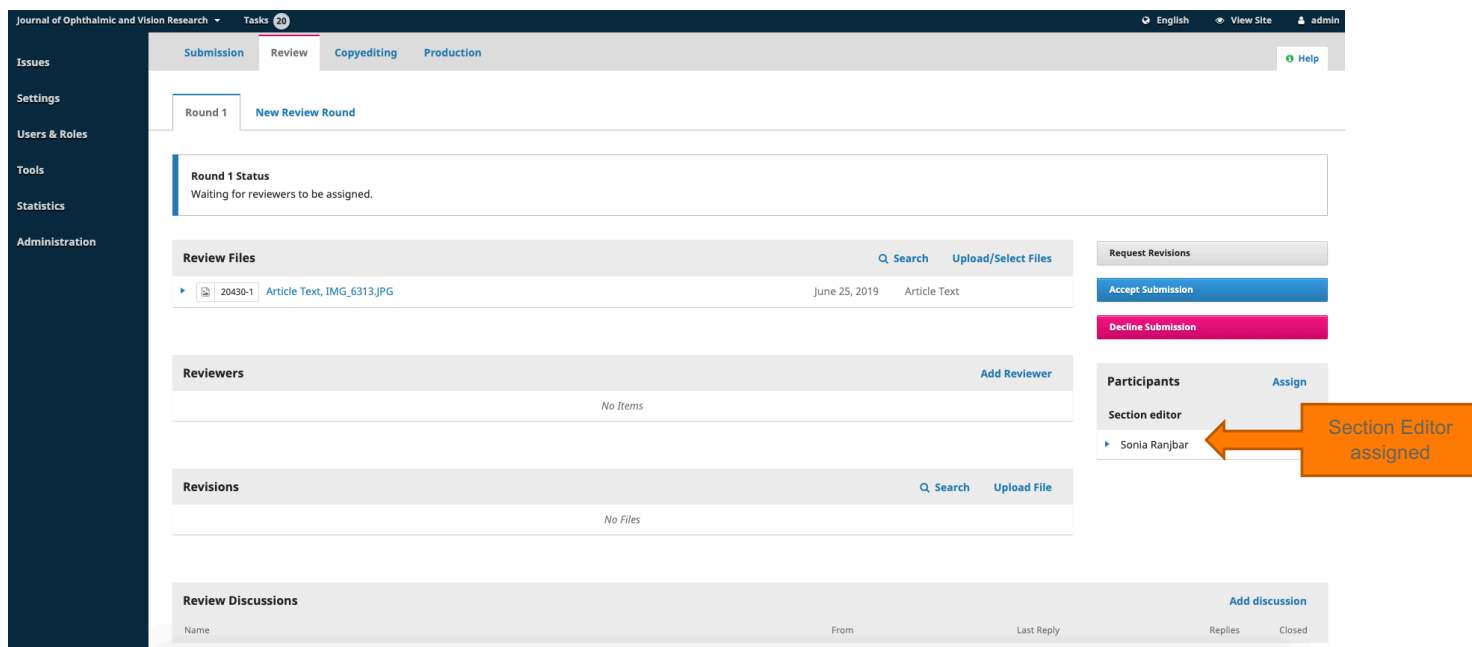 Journal of Ophthalmic and Vision Research Tasks 20 English View Site admin
Issues
Settings
Users & Roles
Tools
Statistics
Administration
Submission Review Copyediting Production
Help
Round 1 New Review Round
Round 1 Status
Waiting for reviewers to be assigned.
Review Files Search Upload/Select Files
20430-1 Article Text, IMG_6313.JPG June 25, 2019 Article Text
Reviewers Add Reviewer
No Items
Revisions Search Upload File
No Files
Review Discussions Add discussion
Name From Last Reply Replies Closed
Request Revisions
Accept Submission
Decline Submission
Participants Assign
Section editor
Sonia Ranjbar
Section Editor
assigned